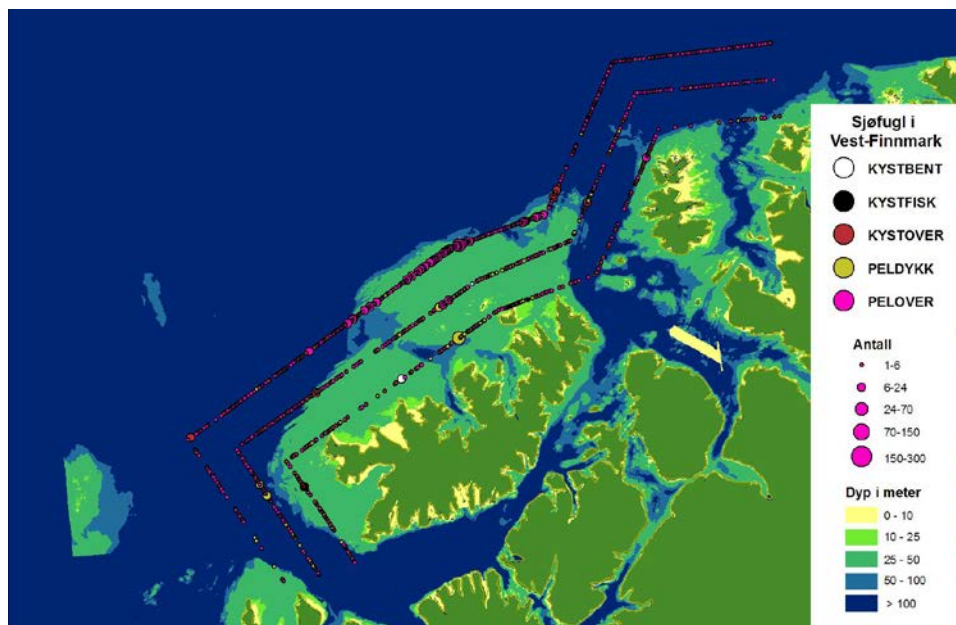 Sjøfugl i
Vest-Finnmark
KYSTBENT
KYSTFISK
KYSTOVER
PELDYKK
PELOVER
Antall
1-6
6-24
24-70
70-150
150-300
Dyp i meter
0 - 10
10 - 25
25 - 50
50 - 100
> 100